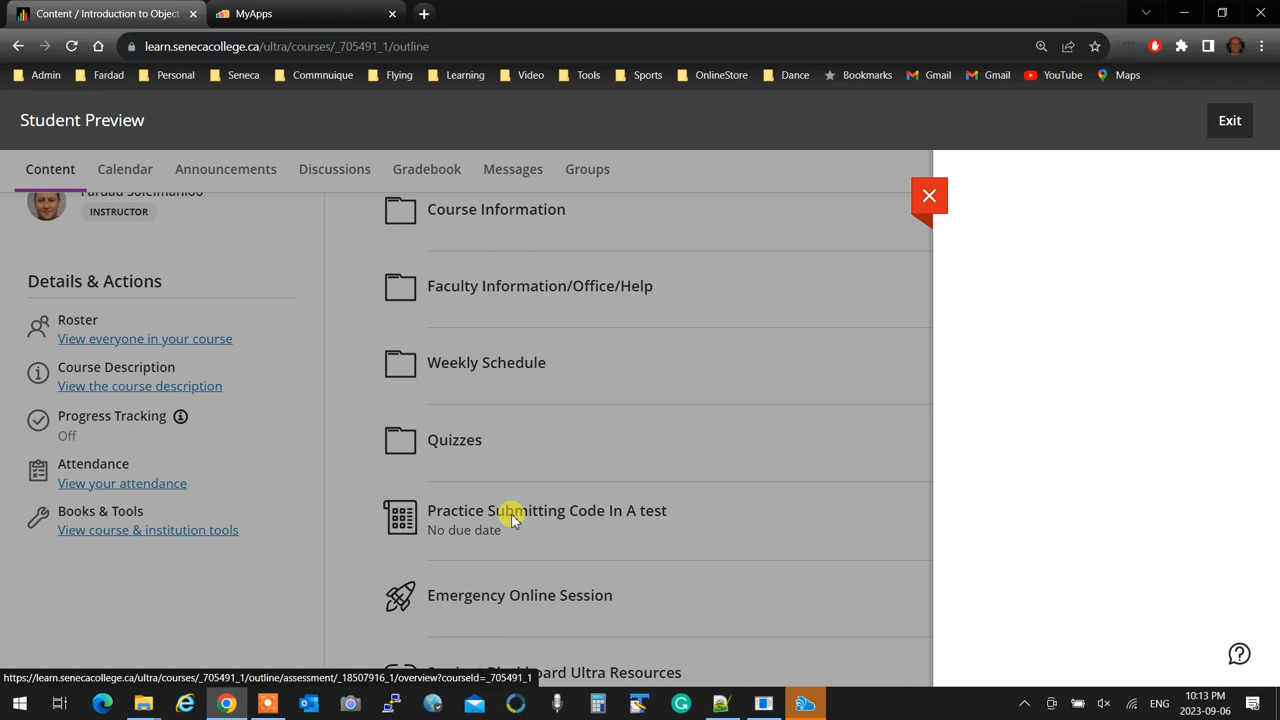 Content / Introduction to Object
MyApps
learn.senecacollege.ca/ultra/courses/_705491_1/outline
Admin
Fardad
Personal
Seneca
Commnuique
Flying
Learning
Video
Tools
Sports
OnlineStore
Dance
Bookmarks
Gmail
Gmail
YouTube
Maps
Student Preview
Exit
Content
Calendar
Announcements
Discussions
Gradebook
Messages
Groups
Fardad Soleimanloo
INSTRUCTOR
Details & Actions
Roster
View everyone in your course
Course Description
View the course description
Progress Tracking
Off
Attendance
View your attendance
Books & Tools
View course & institution tools
Course Information
Faculty Information/Office/Help
Weekly Schedule
Quizzes
Practice Submitting Code In A test
No due date
Emergency Online Session
Student Dashboard Ultra Resources
https://learn.senecacollege.ca/ultra/courses/_705491_1/outline/assessment/_18507916_1/overview?courseId=_705491_1
ENG
10:13 PM
2023-09-06